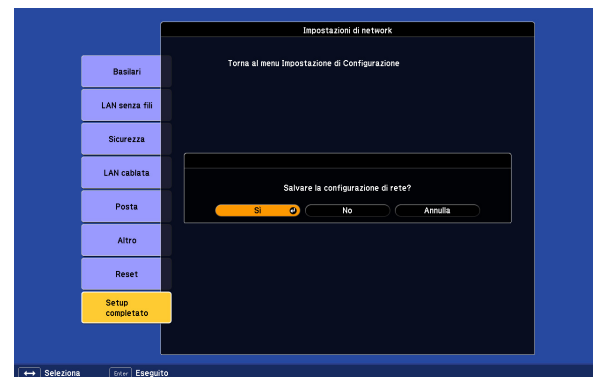 Impostazioni di network
Torna al menu Impostazione di Configurazione
Basilari
LAN senza fili
Sicurezza
LAN cablata
Posta
Altro
Reset
Setup
completato
Salvare la configurazione di rete?
Sì No Annulla
Seleziona Enter Eseguito